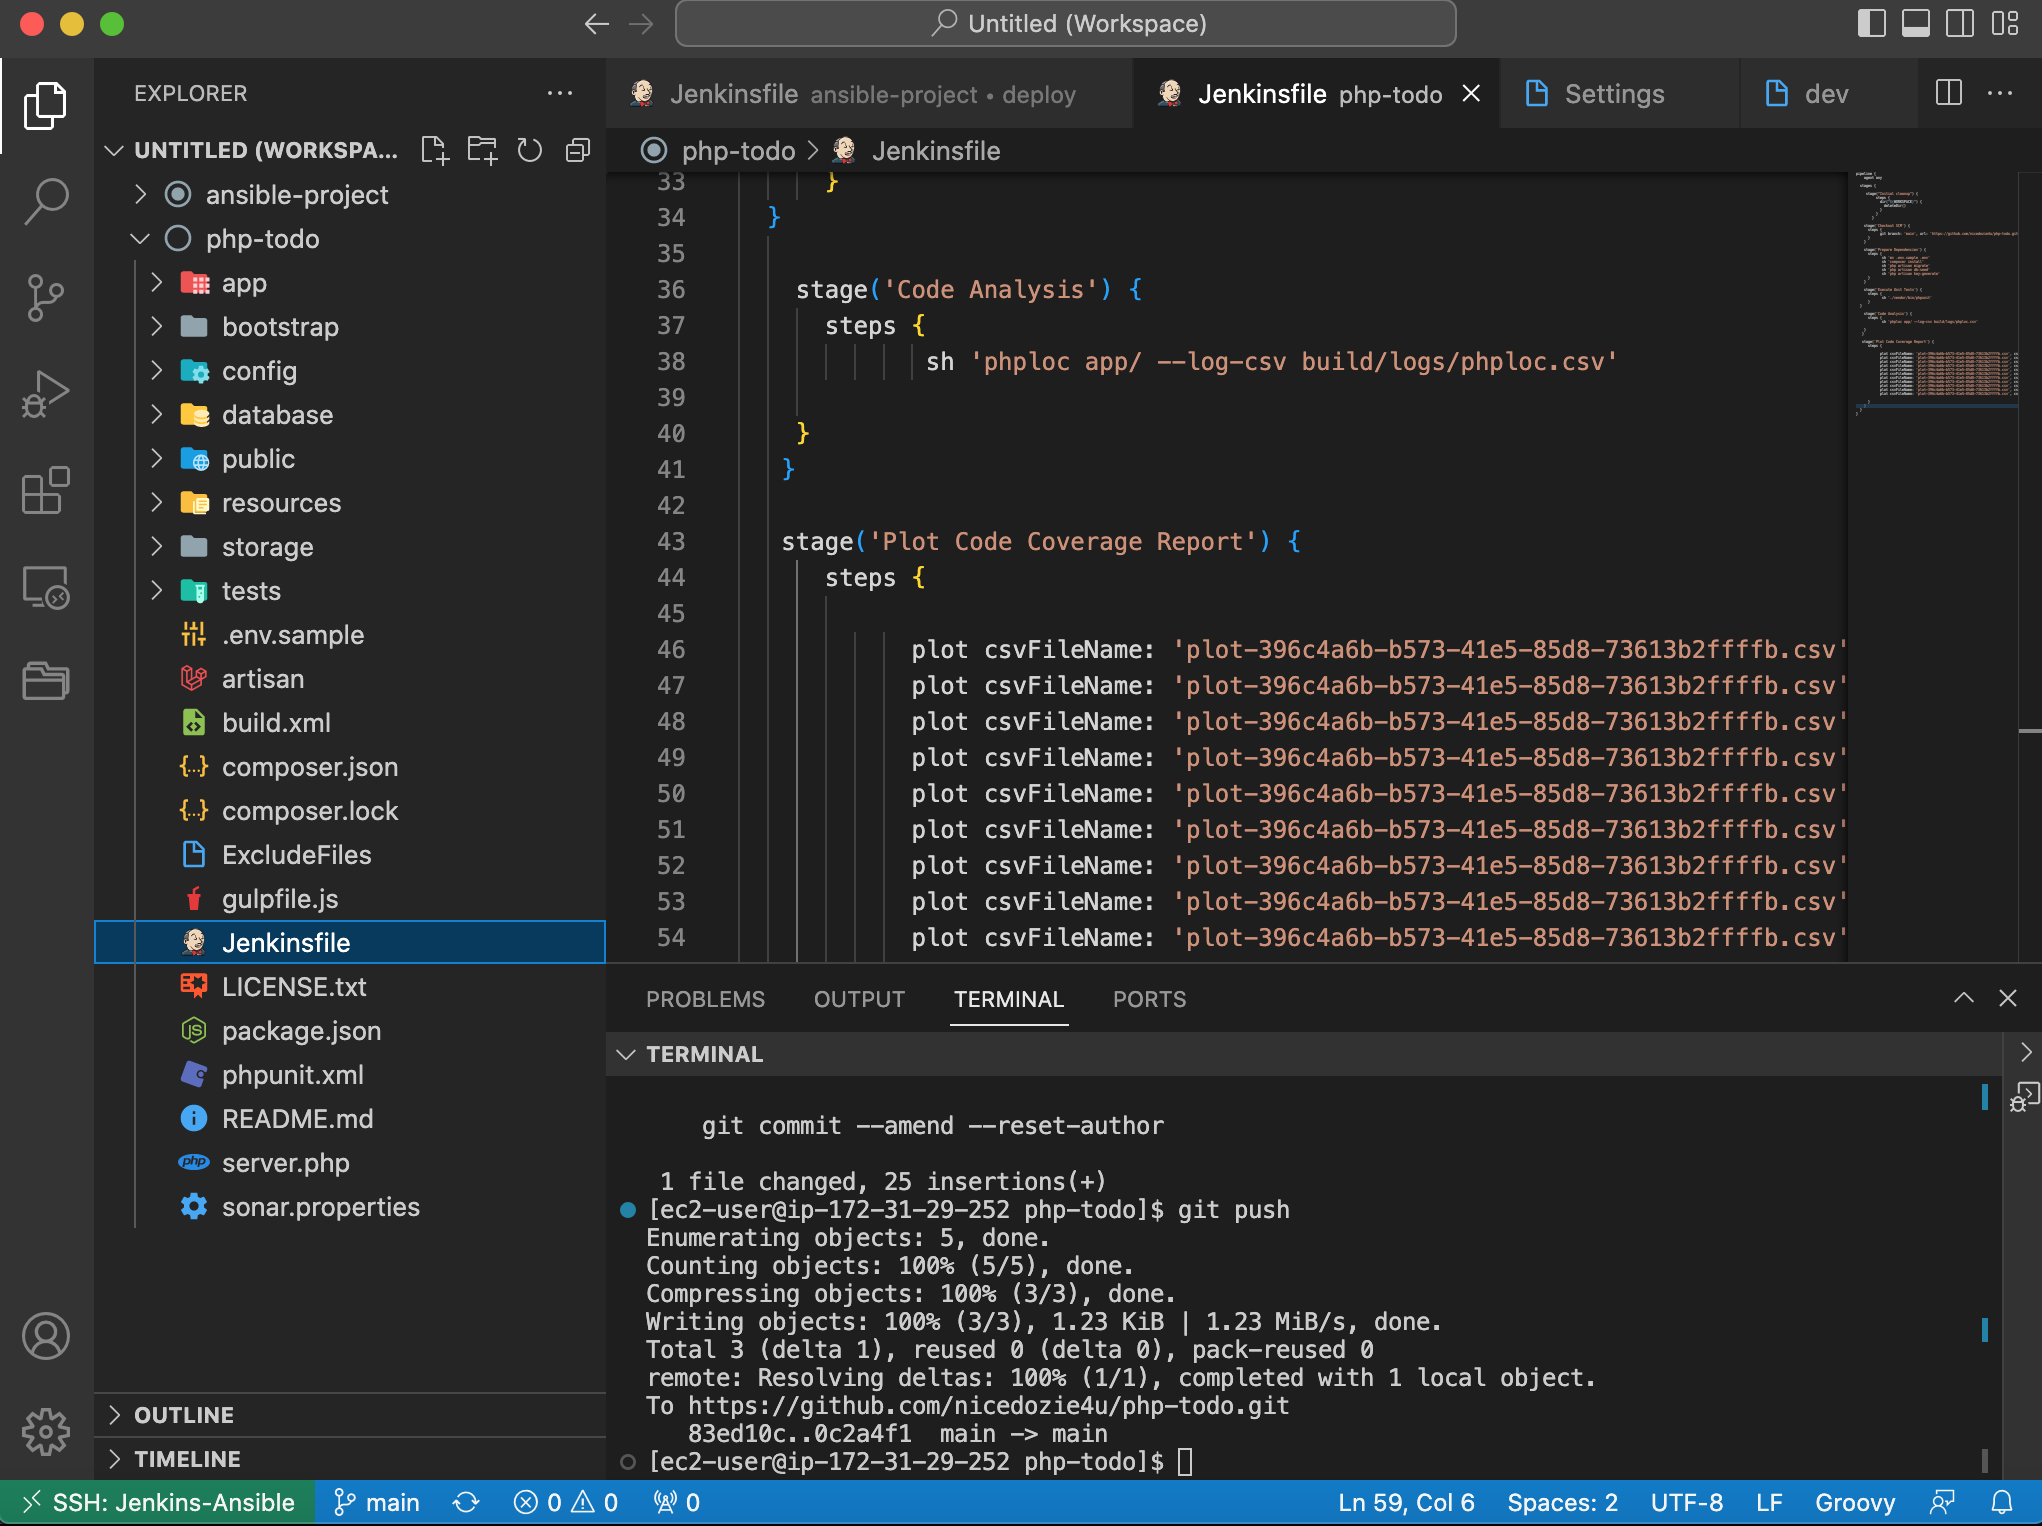 Untitled (Workspace)
EXPLORER
UNTITLED (WORKSPA...
ansible-project
php-todo
app
bootstrap
config
database
public
resources
storage
tests
.env.sample
artisan
build.xml
composer.json
composer.lock
ExcludeFiles
gulpfile.js
Jenkinsfile
LICENSE.txt
package.json
phpunit.xml
README.md
server.php
sonar.properties
OUTLINE
TIMELINE
Jenkinsfile ansible-project • deploy
Jenkinsfile php-todo
Settings
dev
php-todo > Jenkinsfile
33 }
34 }
35
36 stage('Code Analysis') {
37 steps {
38 sh 'phploc app/ --log-csv build/logs/phploc.csv'
39
40 }
41 }
42
43 stage('Plot Code Coverage Report') {
44 steps {
45
46 plot csvFileName: 'plot-396c4a6b-b573-41e5-85d8-73613b2ffffb.csv'
47 plot csvFileName: 'plot-396c4a6b-b573-41e5-85d8-73613b2ffffb.csv'
48 plot csvFileName: 'plot-396c4a6b-b573-41e5-85d8-73613b2ffffb.csv'
49 plot csvFileName: 'plot-396c4a6b-b573-41e5-85d8-73613b2ffffb.csv'
50 plot csvFileName: 'plot-396c4a6b-b573-41e5-85d8-73613b2ffffb.csv'
51 plot csvFileName: 'plot-396c4a6b-b573-41e5-85d8-73613b2ffffb.csv'
52 plot csvFileName: 'plot-396c4a6b-b573-41e5-85d8-73613b2ffffb.csv'
53 plot csvFileName: 'plot-396c4a6b-b573-41e5-85d8-73613b2ffffb.csv'
54 plot csvFileName: 'plot-396c4a6b-b573-41e5-85d8-73613b2ffffb.csv'
PROBLEMS OUTPUT TERMINAL PORTS
TERMINAL
git commit --amend --reset-author
1 file changed, 25 insertions(+)
[ec2-user@ip-172-31-29-252 php-todo]$ git push
Enumerating objects: 5, done.
Counting objects: 100% (5/5), done.
Compressing objects: 100% (3/3), done.
Writing objects: 100% (3/3), 1.23 KiB | 1.23 MiB/s, done.
Total 3 (delta 1), reused 0 (delta 0), pack-reused 0
remote: Resolving deltas: 100% (1/1), completed with 1 local object.
To https://github.com/nicedozie4u/php-todo.git
83ed10c..0c2a4f1 main -> main
[ec2-user@ip-172-31-29-252 php-todo]$
SSH: Jenkins-Ansible main 0 0 0 Ln 59, Col 6 Spaces: 2 UTF-8 LF Groovy